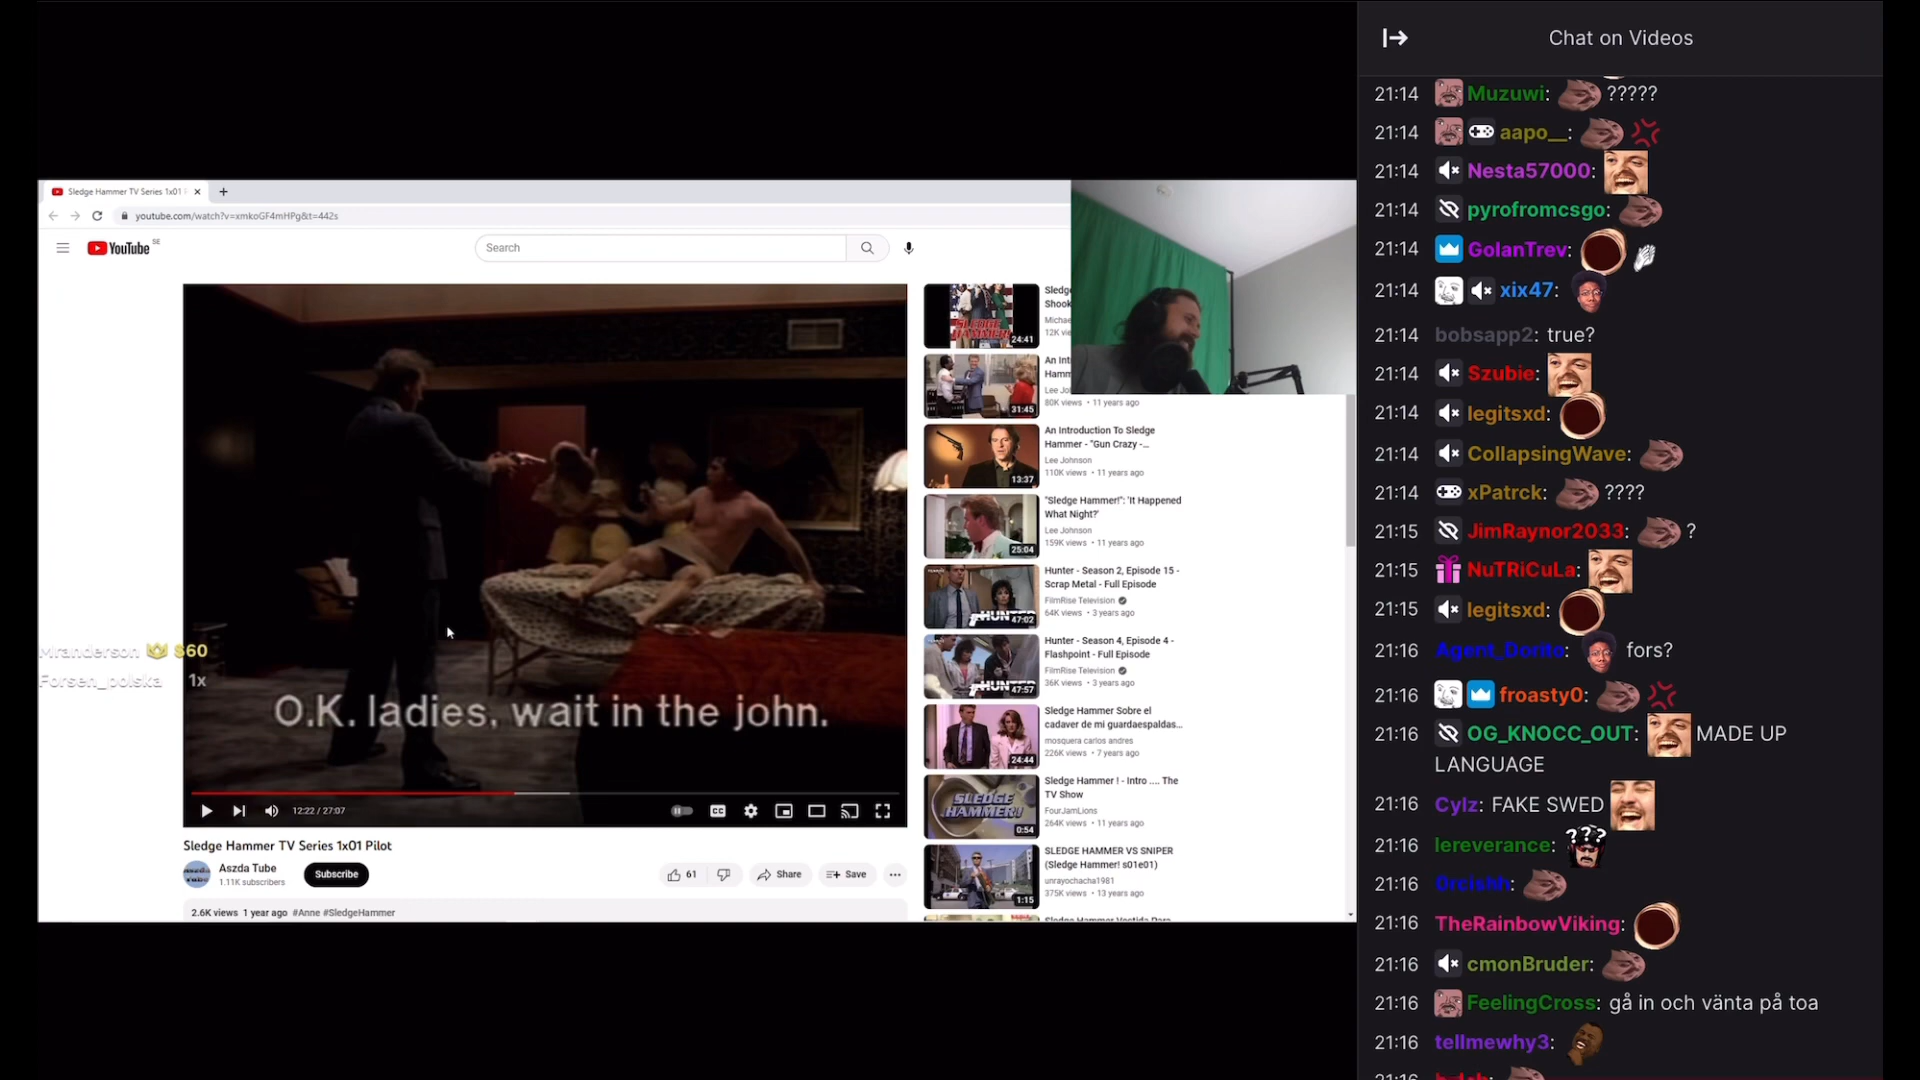 Sledge Hammer TV Series 1x01
youtube.com/watch?v=xmkoGF4mHPg&t=442s
YouTube SE
Search
O.K. ladies, wait in the john.
Mranderson $60
Forsen_polska 1x
12:22 / 27:07
CC
Sledge Hammer TV Series 1x01 Pilot
Aszda Tube
1.11K subscribers
Subscribe
61
Share
Save
2.6K views 1 year ago #Anne #SledgeHammer
SLEDGE HAMMER!
24:41
Sledg
Shook
Michae
12K vie
31:45
An Int
Hamm
Lee Jo
80K views • 11 years ago
13:37
An Introduction To Sledge
Hammer - "Gun Crazy -...
Lee Johnson
110K views • 11 years ago
25:04
"Sledge Hammer!": 'It Happened
What Night?'
Lee Johnson
159K views • 11 years ago
HUNTER
47:02
Hunter - Season 2, Episode 15 -
Scrap Metal - Full Episode
FilmRise Television
64K views • 3 years ago
HUNTER
47:57
Hunter - Season 4, Episode 4 -
Flashpoint - Full Episode
FilmRise Television
36K views • 3 years ago
24:44
Sledge Hammer Sobre el
cadaver de mi guardaespaldas...
mosquera carlos andres
226K views • 7 years ago
SLEDGE HAMMER!
0:54
Sledge Hammer ! - Intro .... The
TV Show
FourJamLions
264K views • 11 years ago
1:15
SLEDGE HAMMER VS SNIPER
(Sledge Hammer! s01e01)
unrayochacha1981
375K views • 13 years ago
Sledge Hammer Vestida Para
Chat on Videos
21:14 Muzuwi: ?????
21:14 aapo__:
21:14 Nesta57000:
21:14 pyrofromcsgo:
21:14 GolanTrev:
21:14 xix47:
21:14 bobsapp2: true?
21:14 Szubie:
21:14 legitsxd:
21:14 CollapsingWave:
21:14 xPatrck: ????
21:15 JimRaynor2033: ?
21:15 NuTRiCuLa:
21:15 legitsxd:
21:16 Agent_Dorito: fors?
21:16 froasty0:
21:16 OG_KNOCC_OUT: MADE UP
LANGUAGE
21:16 Cylz: FAKE SWED
21:16 lereverance: ???
21:16 0rcishh:
21:16 TheRainbowViking:
21:16 cmonBruder:
21:16 FeelingCross: gå in och vänta på toa
21:16 tellmewhy3: